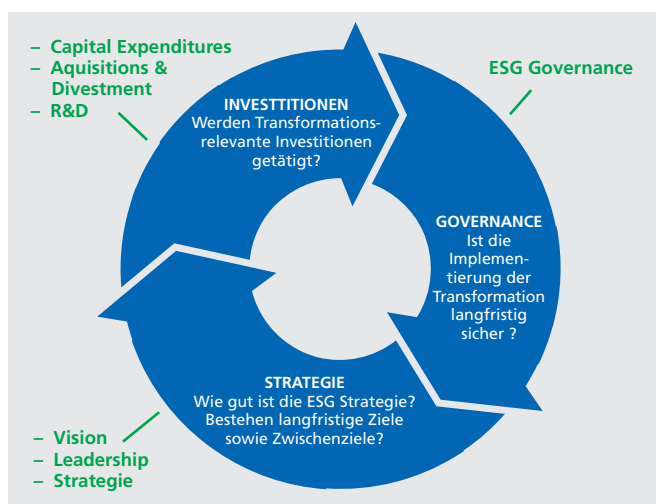 – Capital Expenditures
– Aquisitions &
Divestment
– R&D
ESG Governance
INVESTTITIONEN
Werden Transformations-
relevante Investitionen
getätigt?
GOVERNANCE
Ist die
Implemen-
tierung der
Transformation
langfristig
sicher ?
STRATEGIE
Wie gut ist die ESG Strategie?
Bestehen langfristige Ziele
sowie Zwischenziele?
– Vision
– Leadership
– Strategie